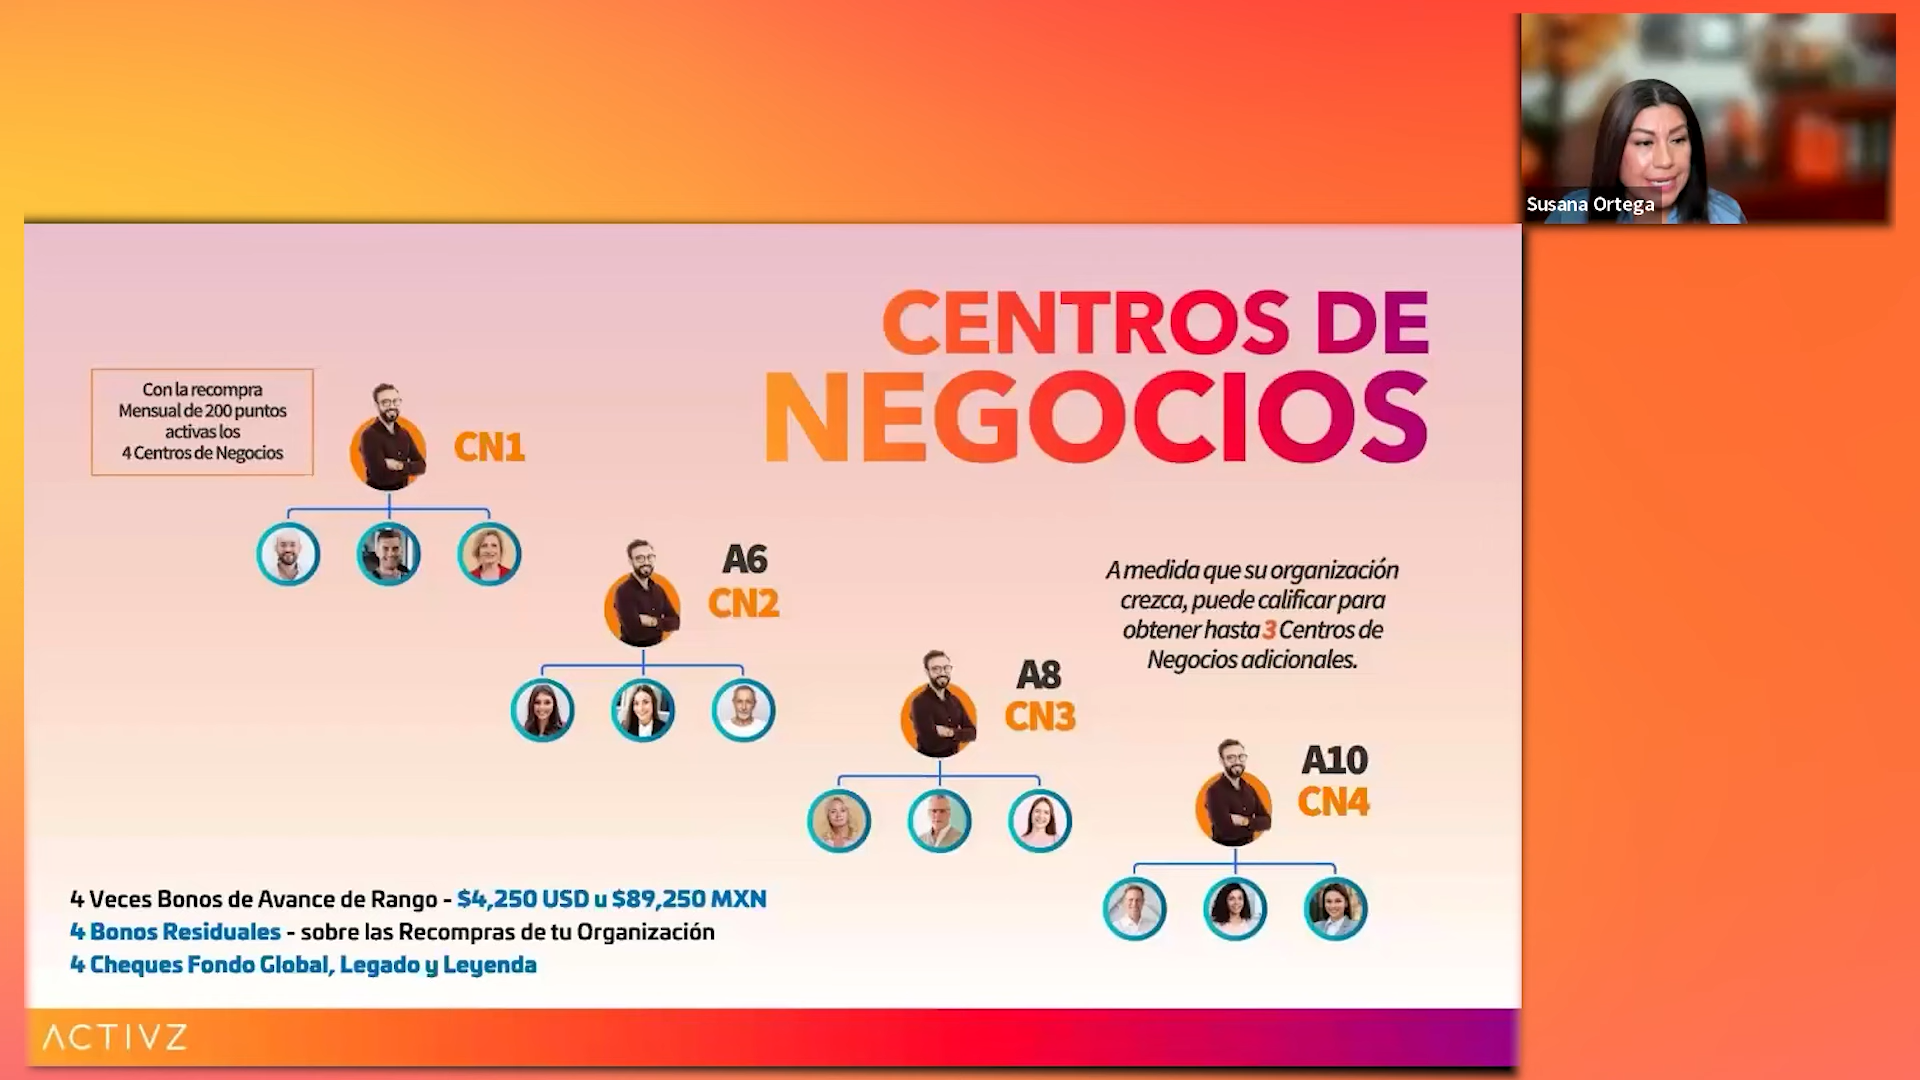 Susana Ortega
CENTROS DE
NEGOCIOS
Con la recompra
Mensual de 200 puntos
activas los
4 Centros de Negocios
CN1
A6
CN2
A medida que su organización
crezca, puede calificar para
obtener hasta 3 Centros de
Negocios adicionales.
A8
CN3
A10
CN4
4 Veces Bonos de Avance de Rango - $4,250 USD u $89,250 MXN
4 Bonos Residuales - sobre las Recompras de tu Organización
4 Cheques Fondo Global, Legado y Leyenda
ACTIVZ